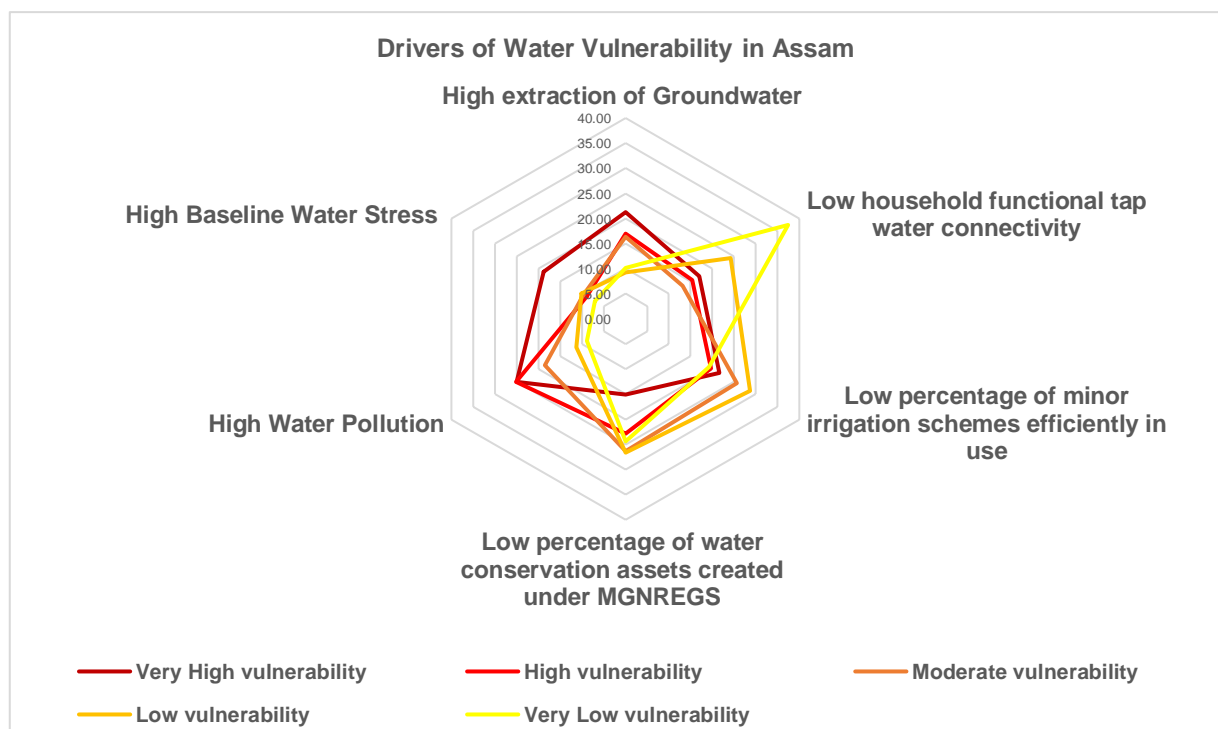 Drivers of Water Vulnerability in Assam
High extraction of Groundwater
40.00
35.00
30.00
25.00
20.00
15.00
10.00
5.00
0.00
High Baseline Water Stress
Low household functional tap
water connectivity
High Water Pollution
Low percentage of minor
irrigation schemes efficiently in
use
Low percentage of water
conservation assets created
under MGNREGS
Very High vulnerability
High vulnerability
Moderate vulnerability
Low vulnerability
Very Low vulnerability